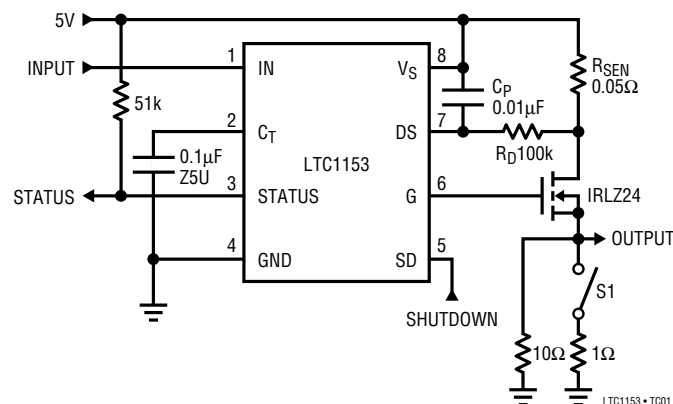 5V
INPUT
1
IN
51k
2
CT
0.1μF
Z5U
STATUS
3
STATUS
4
GND
LTC1153
VS
8
CP
0.01μF
DS
7
RD100k
RSEN
0.05Ω
G
6
IRLZ24
OUTPUT
SD
5
SHUTDOWN
S1
10Ω
1Ω
LTC1153 • TC01